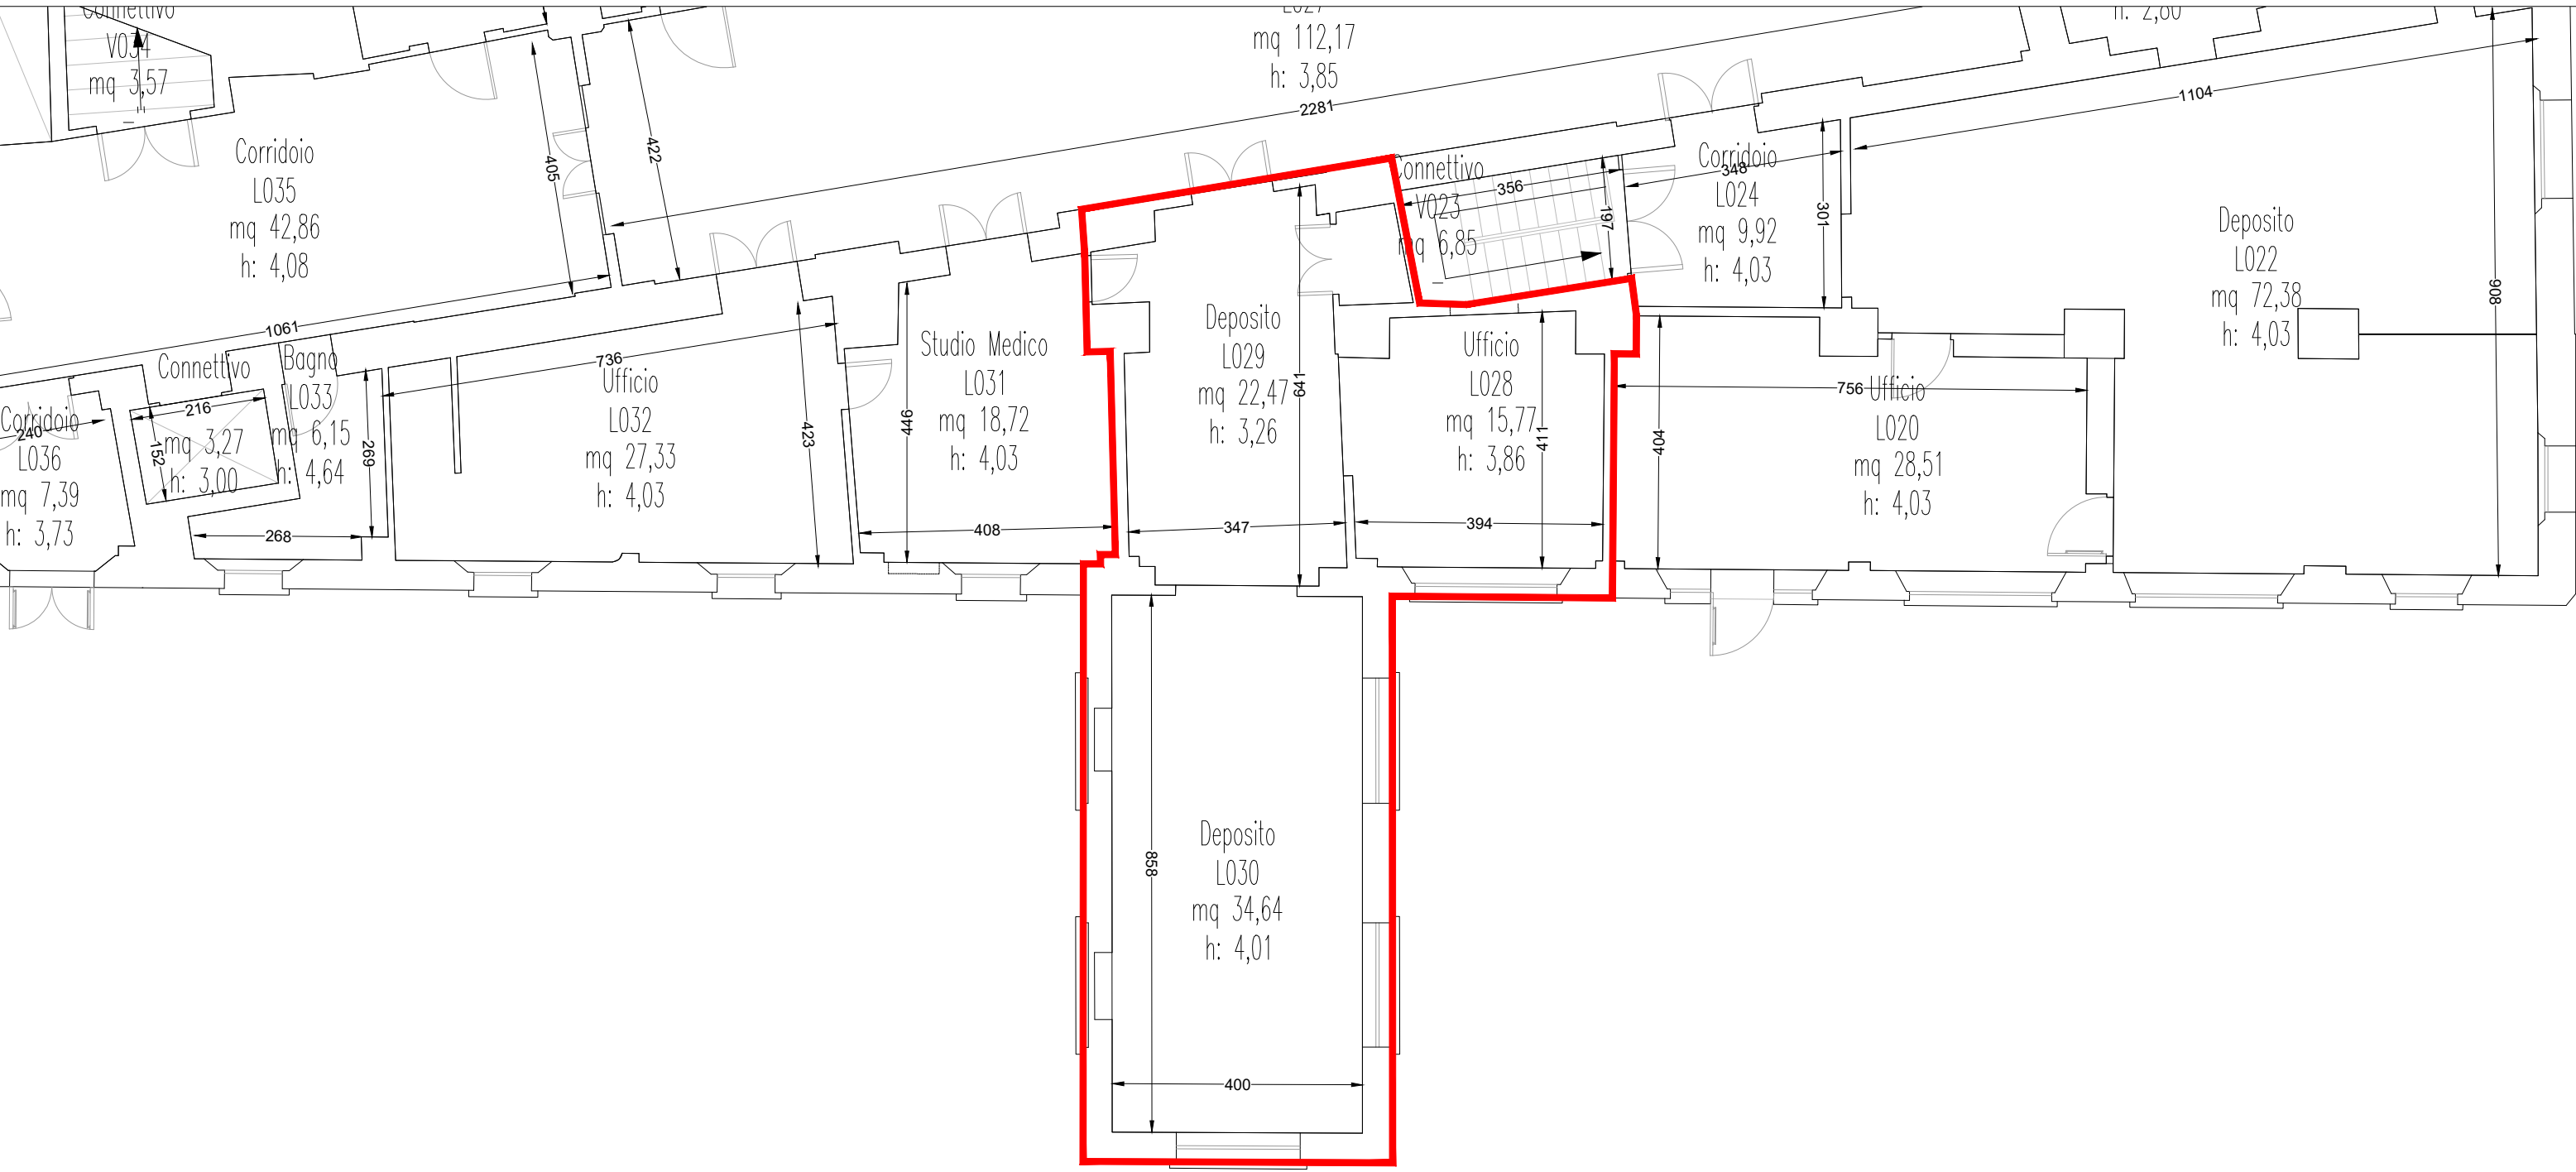 Connettivo
V034
mq 3,57
Corridoio
L035
mq 42,86
h: 4,08
405
422
1061
L027
mq 112,17
h: 3,85
2281
h: 2,80
1104
Connettivo
V023
mq 6,85
356
197
Corridoio
348
L024
mq 9,92
h: 4,03
301
Deposito
L022
mq 72,38
h: 4,03
908
Corridoio
240
L036
mq 7,39
h: 3,73
Connettivo
216
152
mq 3,27
h: 3,00
Bagno
L033
mq 6,15
h: 4,64
269
268
736
Ufficio
L032
mq 27,33
h: 4,03
423
Studio Medico
L031
mq 18,72
h: 4,03
446
408
Deposito
L029
mq 22,47
h: 3,26
641
347
Ufficio
L028
mq 15,77
h: 3,86
411
394
404
756
Ufficio
L020
mq 28,51
h: 4,03
858
Deposito
L030
mq 34,64
h: 4,01
400